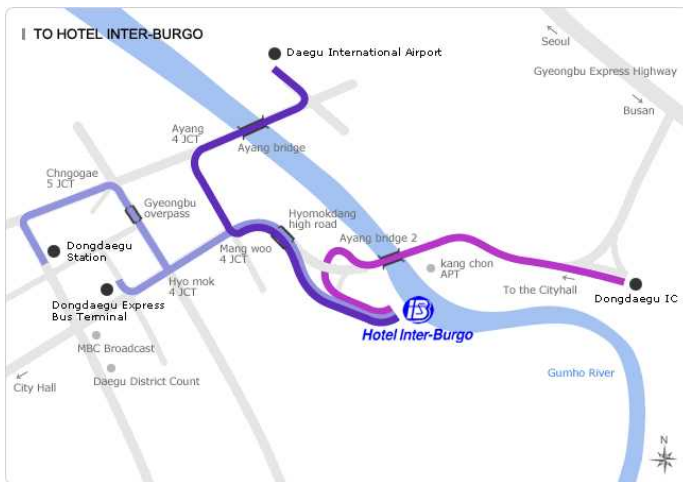 TO HOTEL INTER-BURGO
Daegu International Airport
Seoul
Gyeongbu Express Highway
Busan
Ayang
4 JCT
Ayang bridge
Chngogae
5 JCT
Gyeongbu
overpass
Hyomokdang
high road
Ayang bridge 2
Dongdaegu
Station
Mang woo
4 JCT
kang chon
APT
Hyo mok
4 JCT
To the Cityhall
Dongdaegu IC
Dongdaegu Express
Bus Terminal
Hotel Inter-Burgo
MBC Broadcast
City Hall
Daegu District Count
Gumho River
N